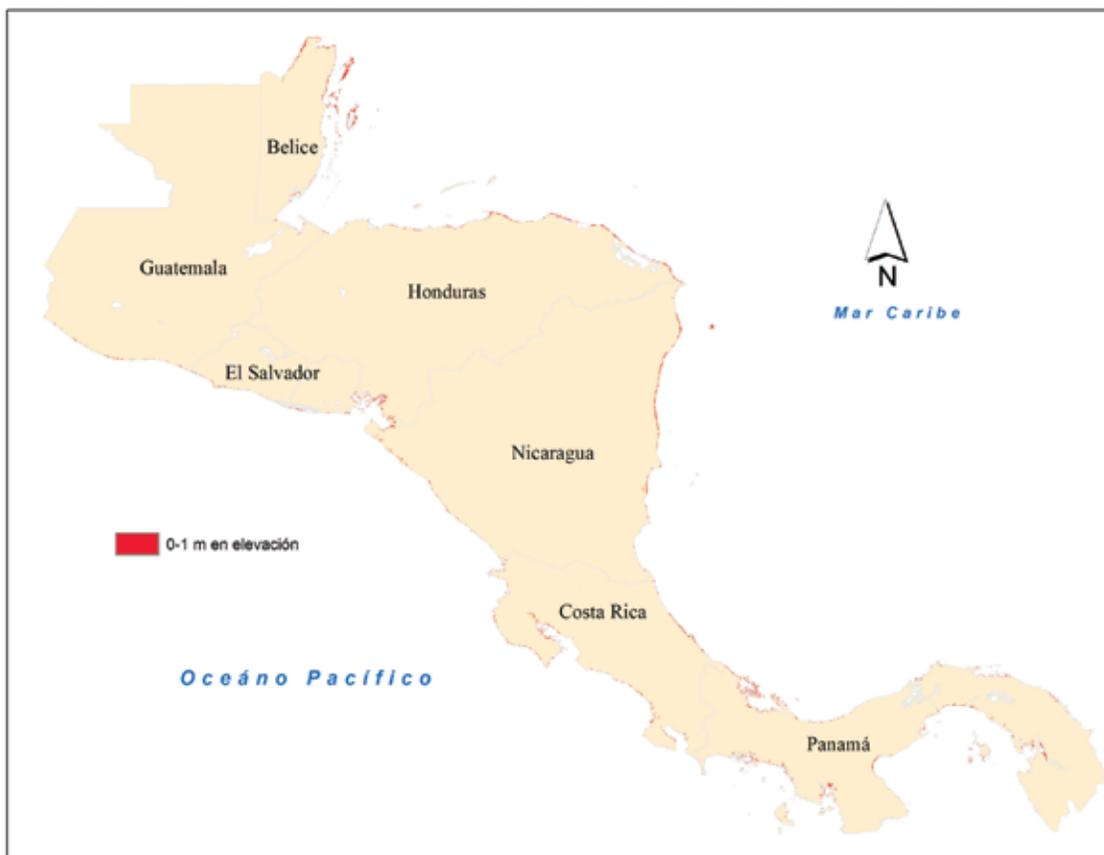 Belice
Guatemala
Honduras
N
Mar Caribe
El Salvador
Nicaragua
0-1 m en elevación
Costa Rica
Oceáno Pacífico
Panamá